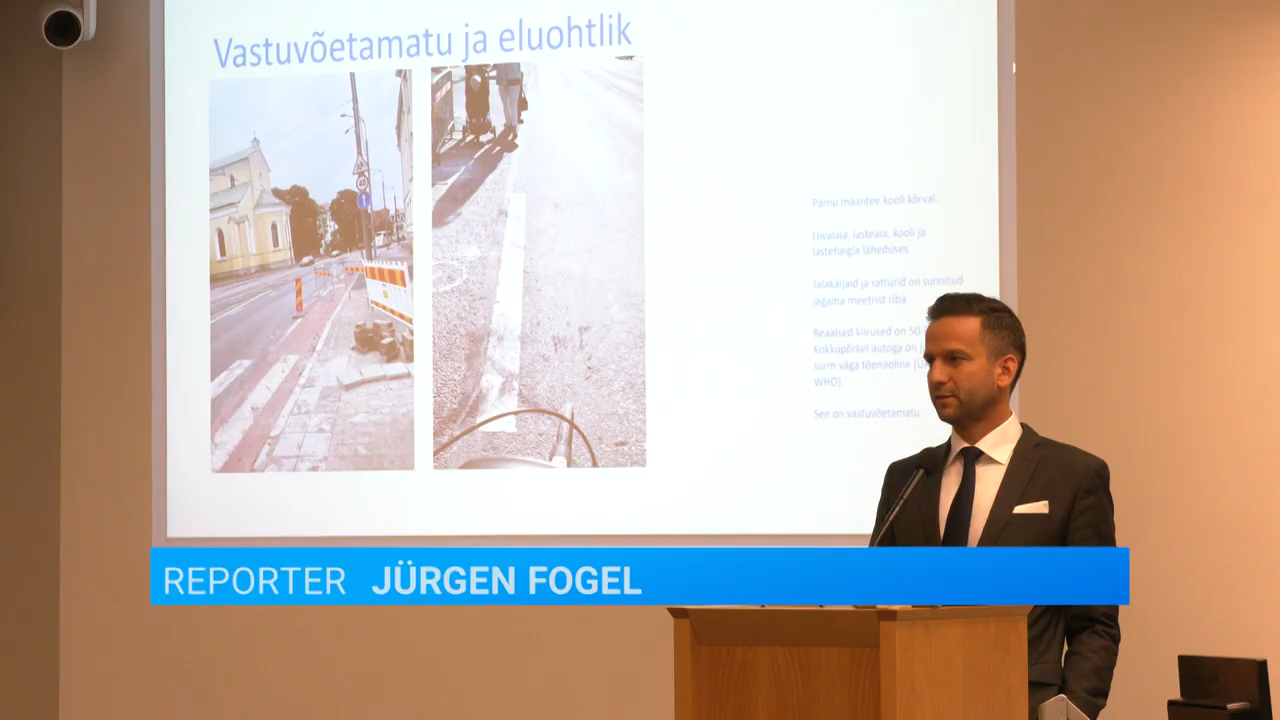 Vastuvõetamatu ja eluohtlik
Pärnu maantee kooli kõrval.
Liivalaia, lasteaia, kooli ja
lastehaigla läheduses.
Jalakäijaid ja ratturid on sunnitud
jagama meetrist riba.
Reaalsed kiirused on 50-
Kokkupõrkel autoga on
surm väga tõenäoline
WHO).
See on vastuvõetamatu
REPORTER JÜRGEN FOGEL